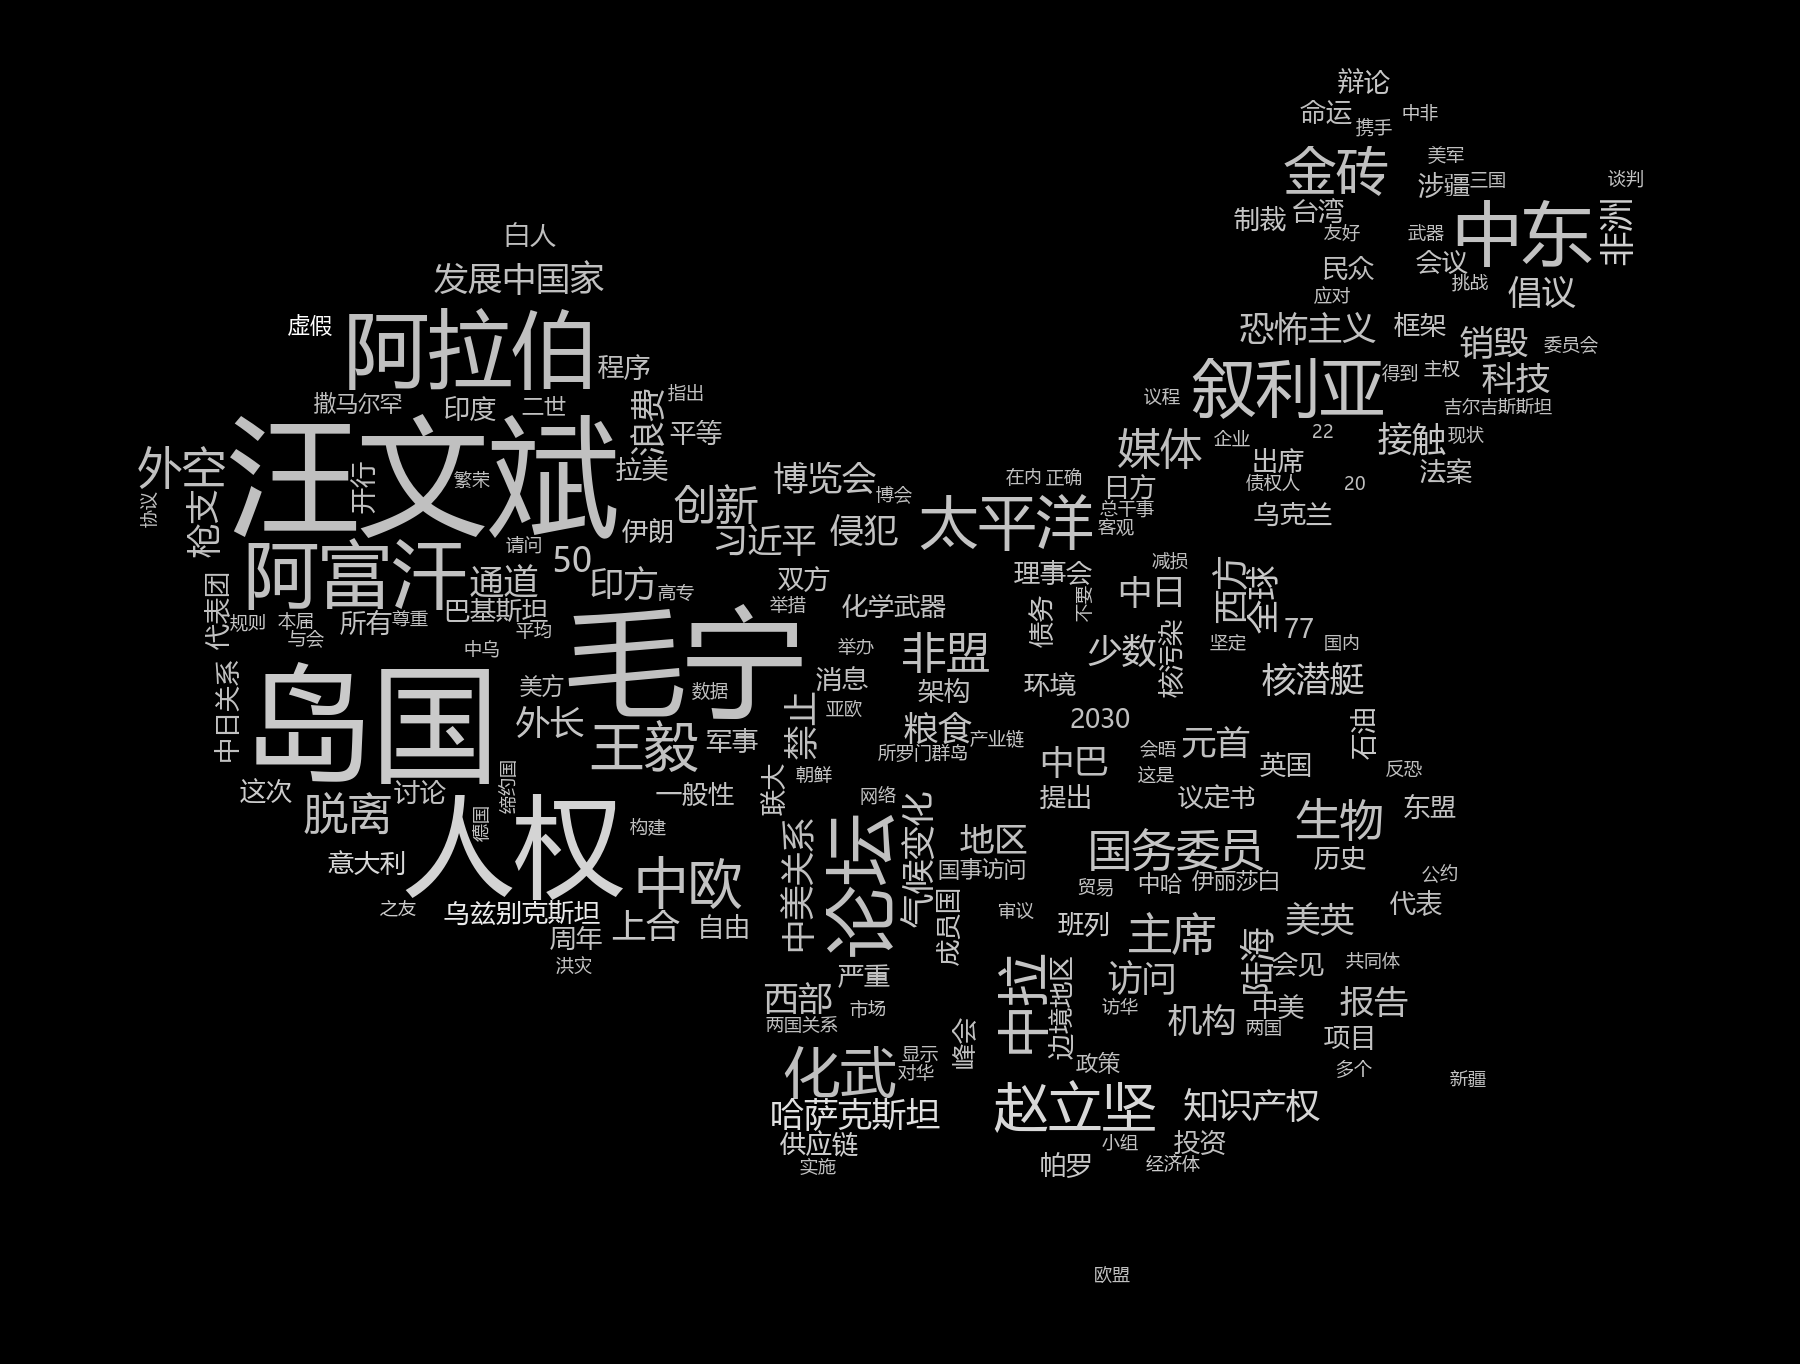 辩论
命运
携手
中非
金砖
美军
涉疆
三国
谈判
制裁
台湾
友好
武器
中东
非洲
白人
发展中国家
民众
会议
挑战
倡议
应对
虚假
阿拉伯
程序
恐怖主义
框架
销毁
委员会
撒马尔罕
印度
二世
浪费
指出
平等
议程
叙利亚
得到
主权
科技
吉尔吉斯斯坦
外空
汪文斌
开行
繁荣
拉美
创新
博览会
博会
在内
正确
媒体
企业
22
接触
现状
出席
债权人
20
法案
协议
枪支
请问
伊朗
习近平
侵犯
太平洋
日方
总干事
客观
乌克兰
阿富汗
通道
50
印方
高专
双方
举措
化学武器
理事会
不要
中日
减损
西方
全球
代表团
规则
本届
与会
所有
尊重
巴基斯坦
平均
中乌
毛宁
数据
举办
非盟
债务
少数
核污染
坚定
77
国内
中日关系
岛国
美方
外长
王毅
军事
禁止
消息
亚欧
架构
粮食
环境
核潜艇
2030
所罗门群岛
产业链
中巴
会晤
这是
元首
英国
石油
反恐
这次
脱离
讨论
缔约国
德国
一般性
联大
朝鲜
网络
提出
议定书
东盟
人权
构建
中欧
中美关系
论坛
气候变化
地区
国事访问
国务委员
生物
历史
意大利
之友
乌兹别克斯坦
周年
上合
自由
洪灾
成员国
审议
贸易
中哈
伊丽莎白
公约
代表
班列
主席
美英
陆海
会见
共同体
西部
严重
市场
两国关系
中拉
边境地区
访问
访华
机构
中美
两国
报告
项目
化武
显示
对华
峰会
政策
多个
新疆
哈萨克斯坦
供应链
实施
赵立坚
知识产权
小组
投资
帕罗
经济体
欧盟